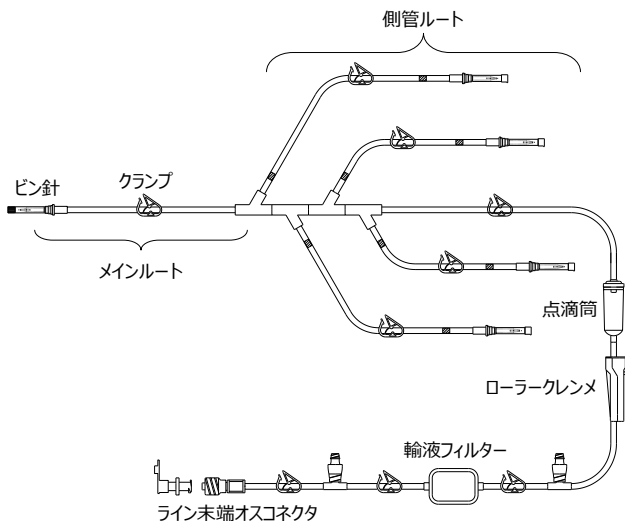 側管ルート
ビン針
クランプ
メインルート
点滴筒
ローラークレンメ
輸液フィルター
ライン末端オスコネクタ